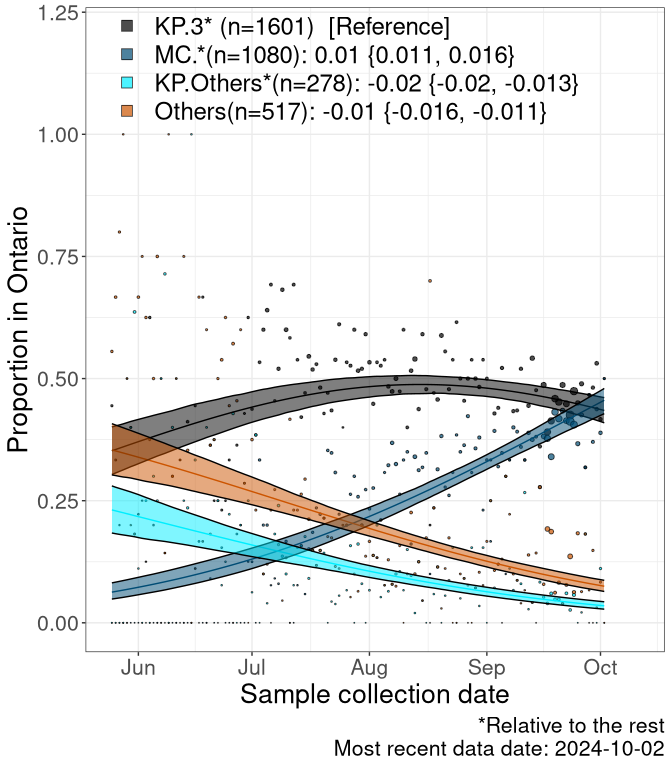 1.25
KP.3* (n=1601) [Reference]
MC.*(n=1080): 0.01 {0.011, 0.016}
KP.Others*(n=278): -0.02 {-0.02, -0.013}
Others(n=517): -0.01 {-0.016, -0.011}
1.00
0.75
0.50
0.25
0.00
Proportion in Ontario
Jun Jul Aug Sep Oct
Sample collection date
*Relative to the rest
Most recent data date: 2024-10-02